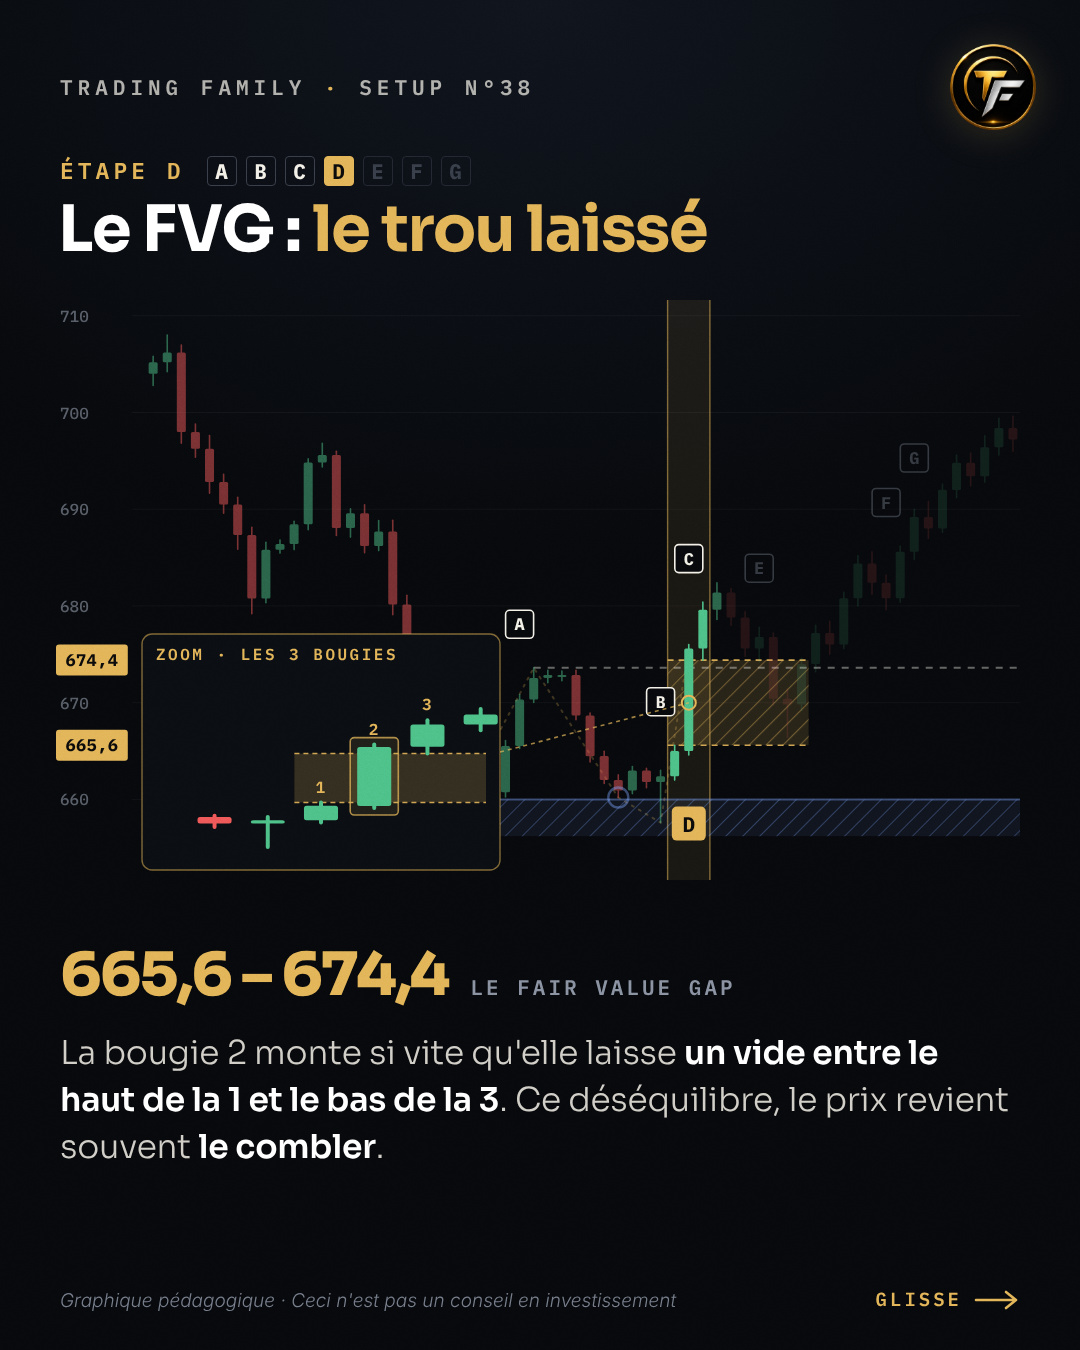 TRADING FAMILY · SETUP N°38
TF
ÉTAPE D A B C D E F G
Le FVG : le trou laissé
710
700
690
680
674,4
670
665,6
660
G
F
C
E
A
B
D
ZOOM · LES 3 BOUGIES
3
2
1
665,6 – 674,4 LE FAIR VALUE GAP
La bougie 2 monte si vite qu'elle laisse un vide entre le
haut de la 1 et le bas de la 3. Ce déséquilibre, le prix revient
souvent le combler.
Graphique pédagogique · Ceci n'est pas un conseil en investissement
GLISSE →